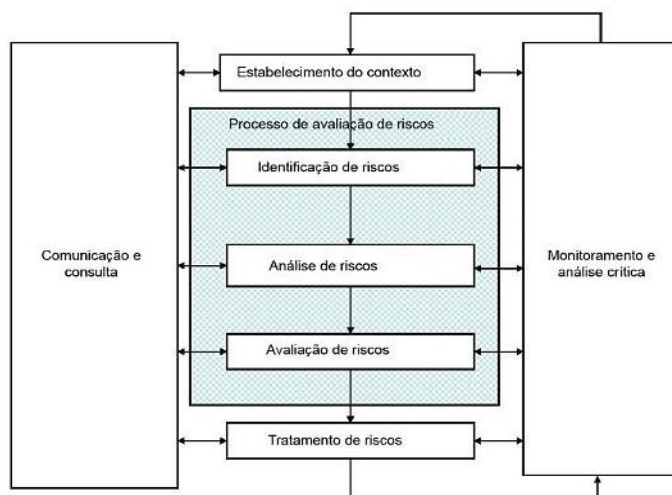 Estabelecimento do contexto
Processo de avaliação de riscos
Identificação de riscos
Comunicação e
consulta
Análise de riscos
Monitoramento e
análise crítica
Avaliação de riscos
Tratamento de riscos